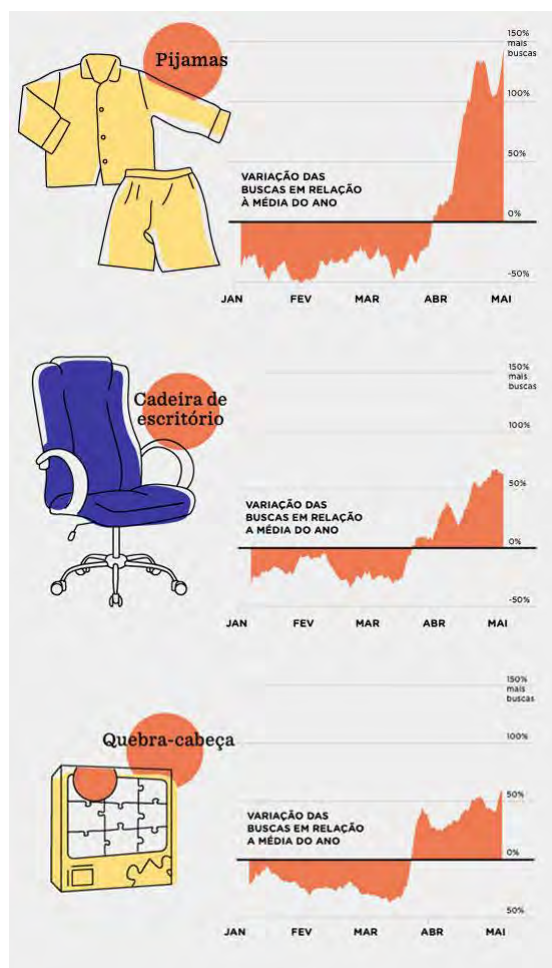 Pijamas
150%
mais
buscas
100%
50%
VARIAÇÃO DAS
BUSCAS EM RELAÇÃO
À MÉDIA DO ANO
0%
-50%
JAN FEV MAR ABR MAI
Cadeira de
escritório
150%
mais
buscas
100%
50%
VARIAÇÃO DAS
BUSCAS EM RELAÇÃO
A MÉDIA DO ANO
0%
-50%
JAN FEV MAR ABR MAI
Quebra-cabeça
150%
mais
buscas
100%
50%
VARIAÇÃO DAS
BUSCAS EM RELAÇÃO
A MÉDIA DO ANO
0%
50%
JAN FEV MAR ABR MAI